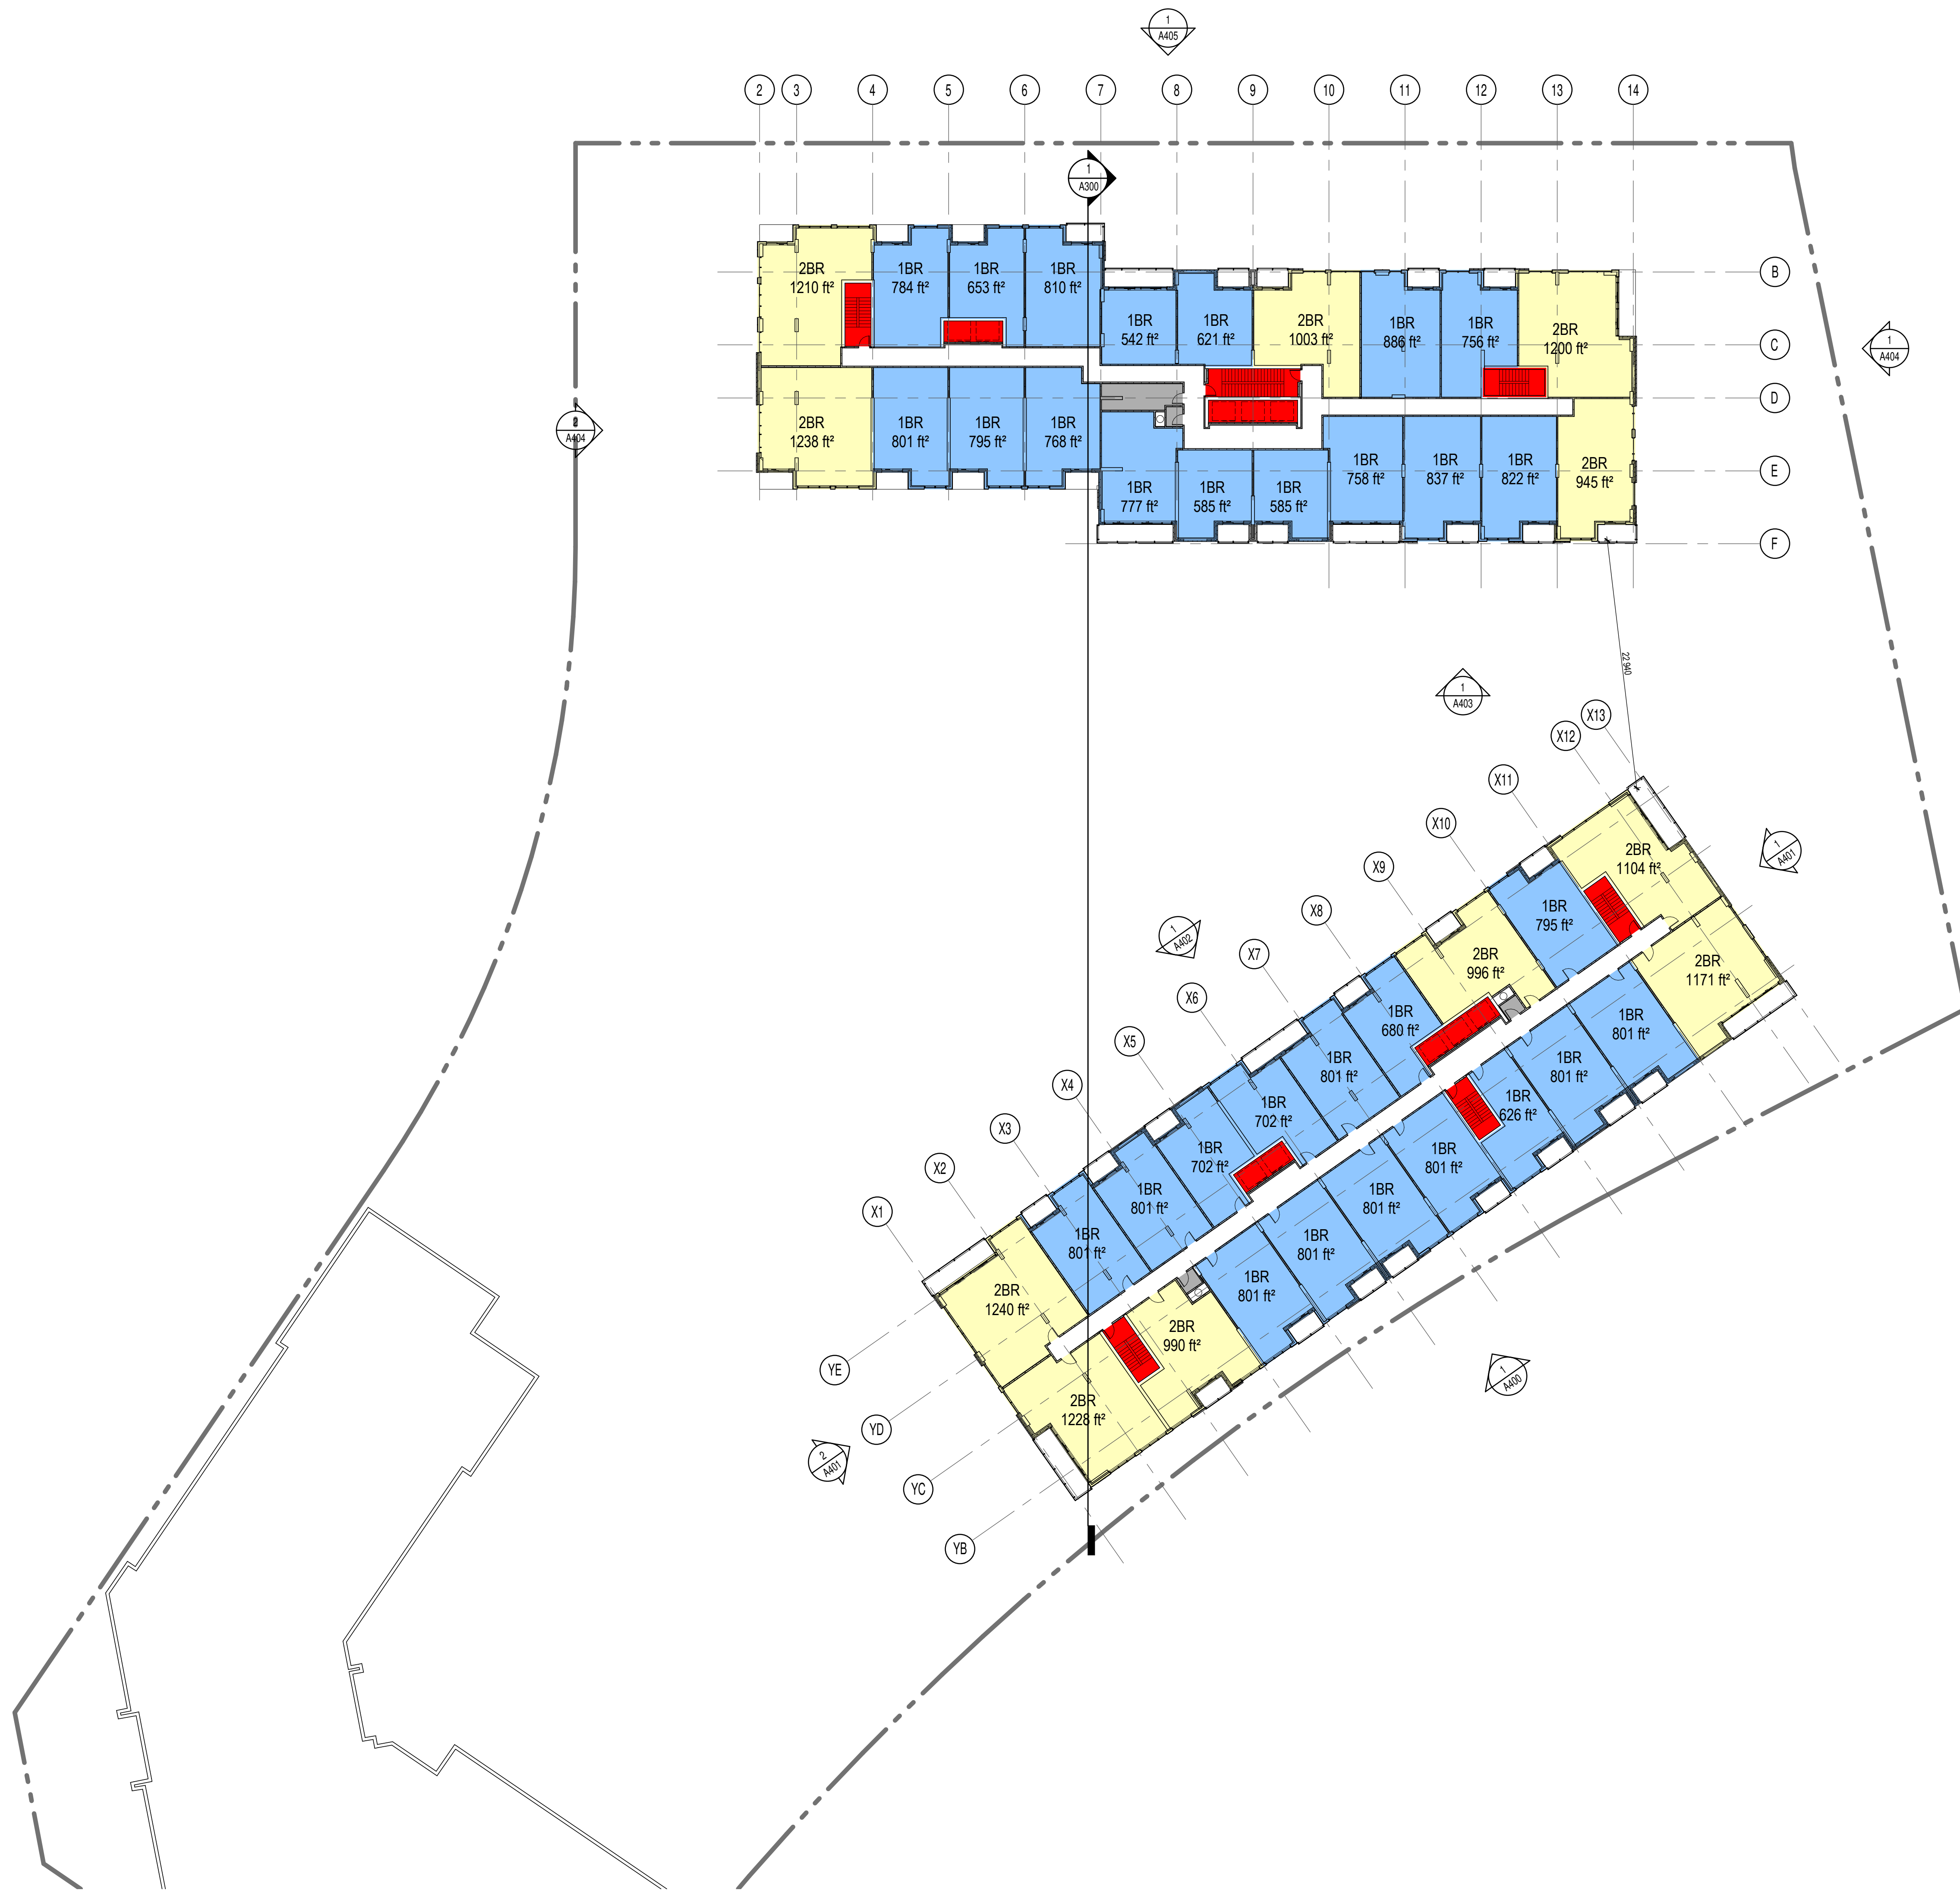 1
A405
2
3
4
5
6
7
8
9
10
11
12
13
14
1
A300
2BR
1210 ft²
1BR
784 ft²
1BR
653 ft²
1BR
810 ft²
1BR
542 ft²
1BR
621 ft²
2BR
1003 ft²
1BR
886 ft²
1BR
756 ft²
2BR
1200 ft²
B
C
D
E
F
1
A404
A404
2BR
1238 ft²
1BR
801 ft²
1BR
795 ft²
1BR
768 ft²
1BR
777 ft²
1BR
585 ft²
1BR
585 ft²
1BR
758 ft²
1BR
837 ft²
1BR
822 ft²
2BR
945 ft²
22 940
1
A403
X13
X12
X11
X10
X9
X8
X7
X6
X5
X4
X3
X2
X1
1
A401
1
A402
2BR
1104 ft²
1BR
795 ft²
2BR
996 ft²
2BR
1171 ft²
1BR
680 ft²
1BR
801 ft²
1BR
801 ft²
1BR
801 ft²
1BR
626 ft²
1BR
702 ft²
1BR
702 ft²
1BR
801 ft²
1BR
801 ft²
1BR
801 ft²
1BR
801 ft²
1BR
801 ft²
1BR
801 ft²
2BR
1240 ft²
2BR
990 ft²
2BR
1228 ft²
YE
YD
YC
YB
1
A400
2
A401